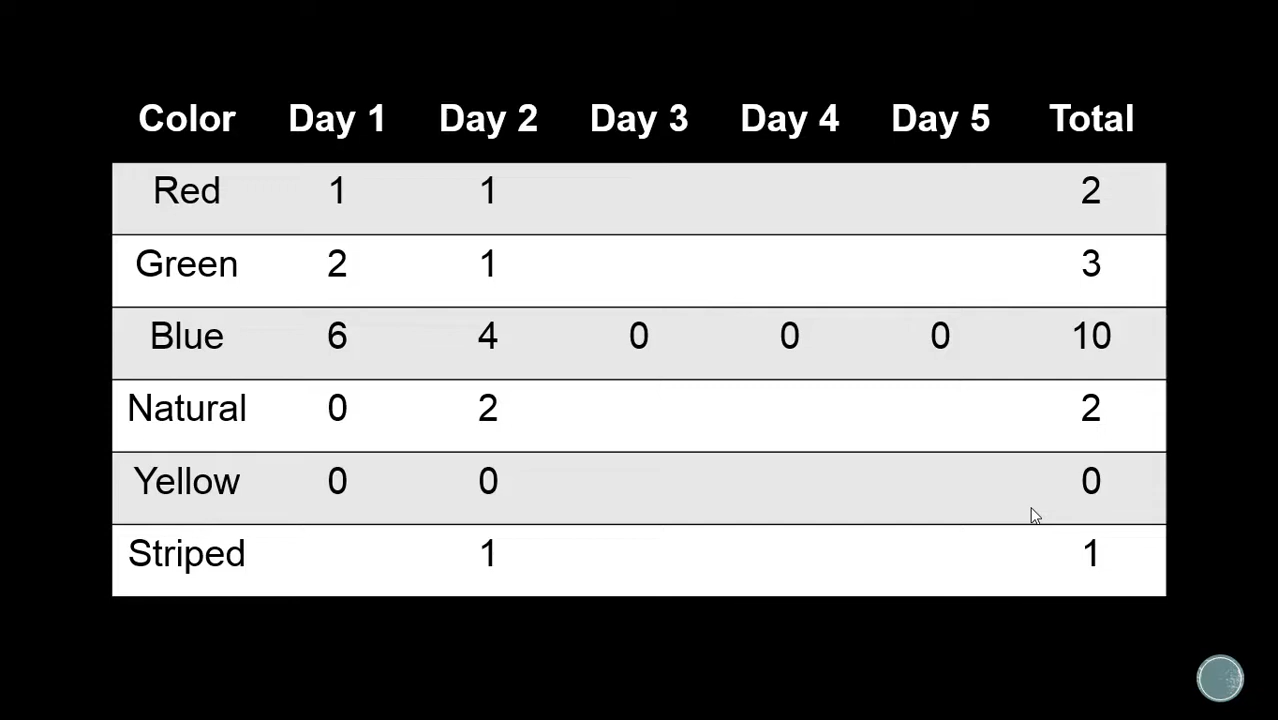 Color Day 1 Day 2 Day 3 Day 4 Day 5 Total
Red 1 1 2
Green 2 1 3
Blue 6 4 0 0 0 10
Natural 0 2 2
Yellow 0 0 0
Striped 1 1